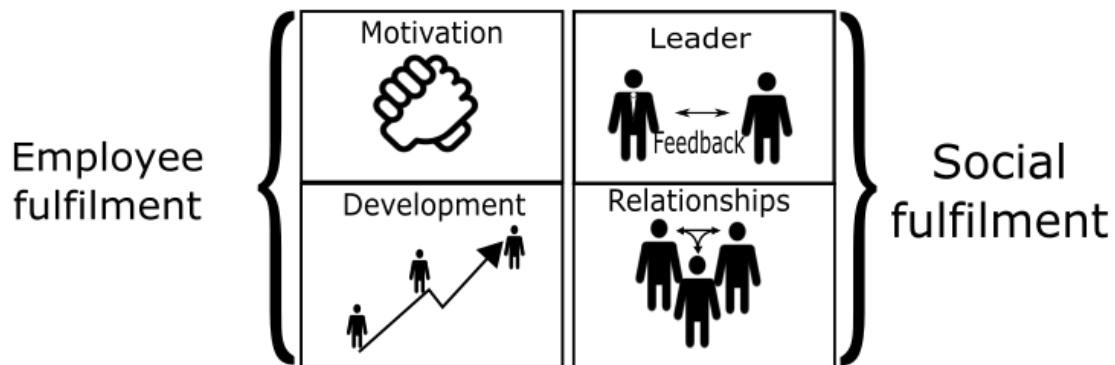 Employee
fulfilment
Motivation
Development
Leader
Feedback
Relationships
Social
fulfilment